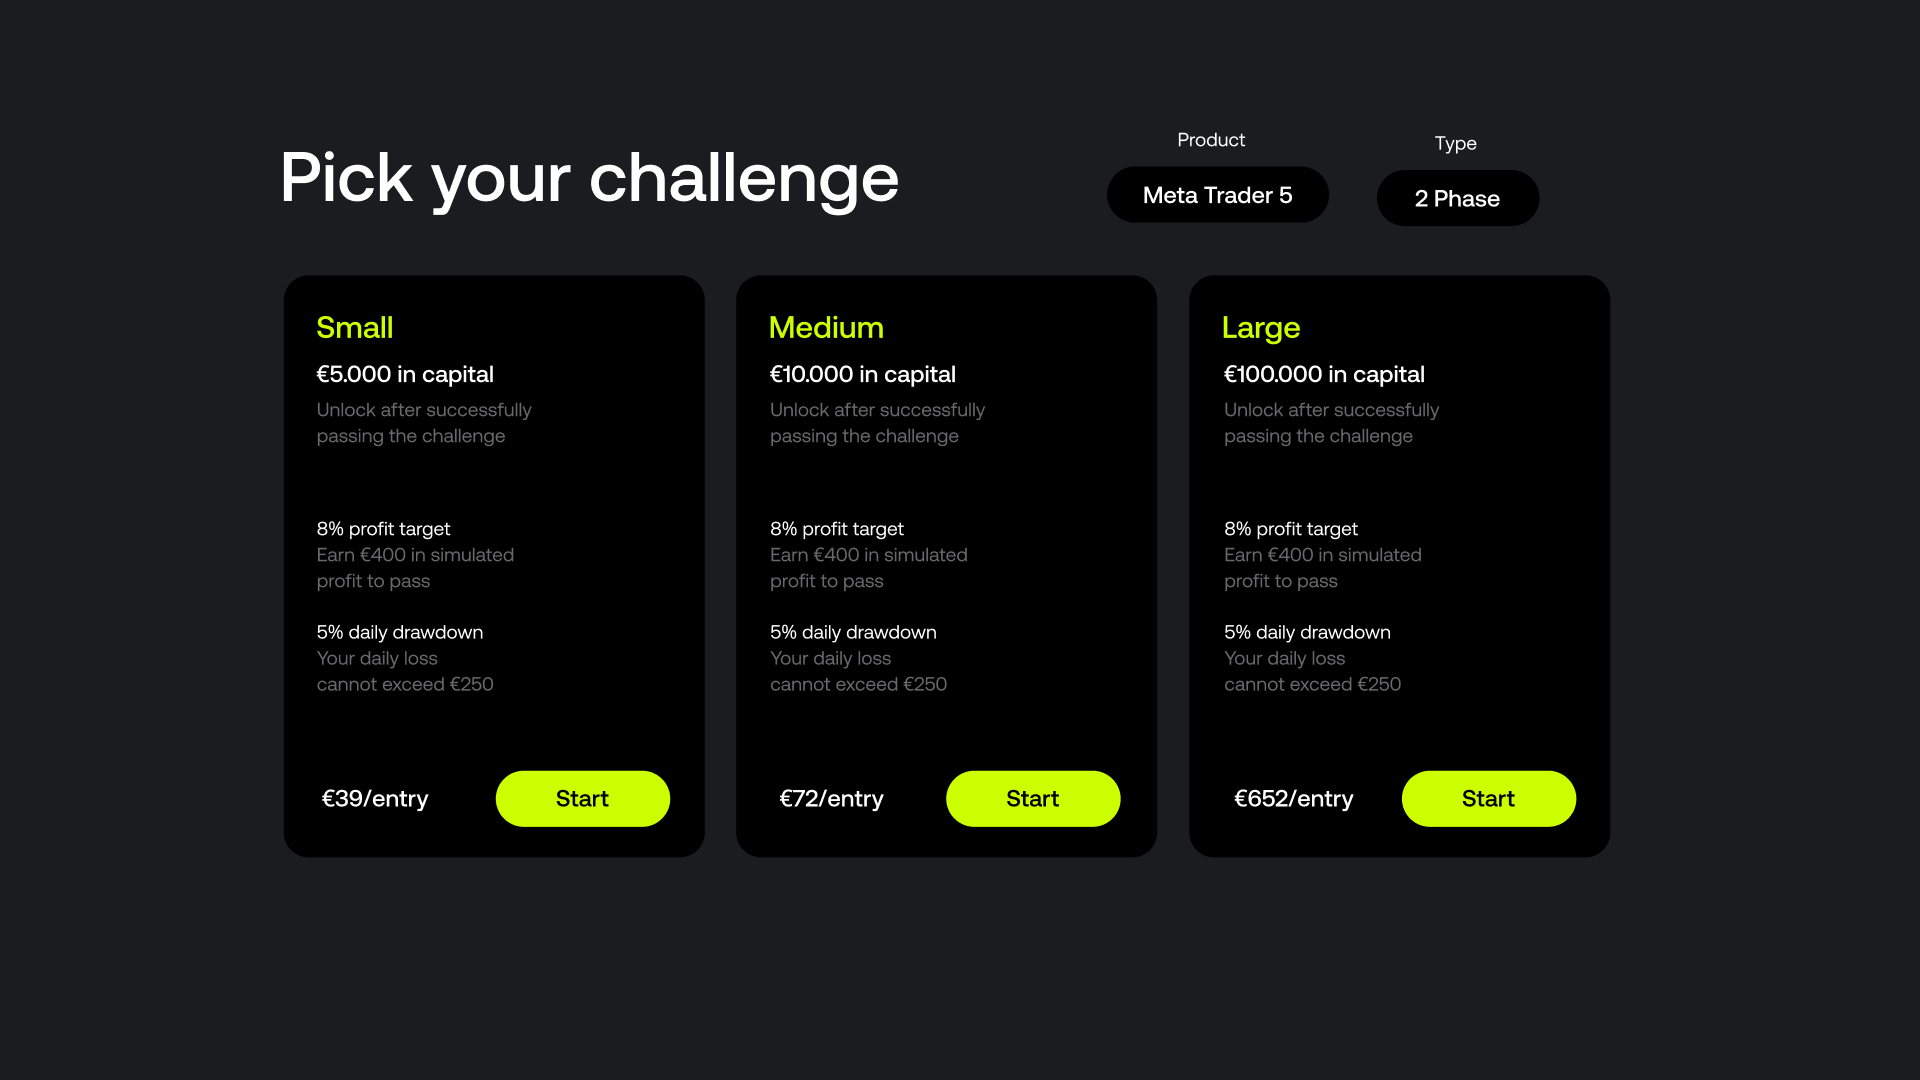 Pick your challenge
Product
Meta Trader 5
Type
2 Phase
Small
€5.000 in capital
Unlock after successfully
passing the challenge
8% profit target
Earn €400 in simulated
profit to pass
5% daily drawdown
Your daily loss
cannot exceed €250
€39/entry
Start
Medium
€10.000 in capital
Unlock after successfully
passing the challenge
8% profit target
Earn €400 in simulated
profit to pass
5% daily drawdown
Your daily loss
cannot exceed €250
€72/entry
Start
Large
€100.000 in capital
Unlock after successfully
passing the challenge
8% profit target
Earn €400 in simulated
profit to pass
5% daily drawdown
Your daily loss
cannot exceed €250
€652/entry
Start